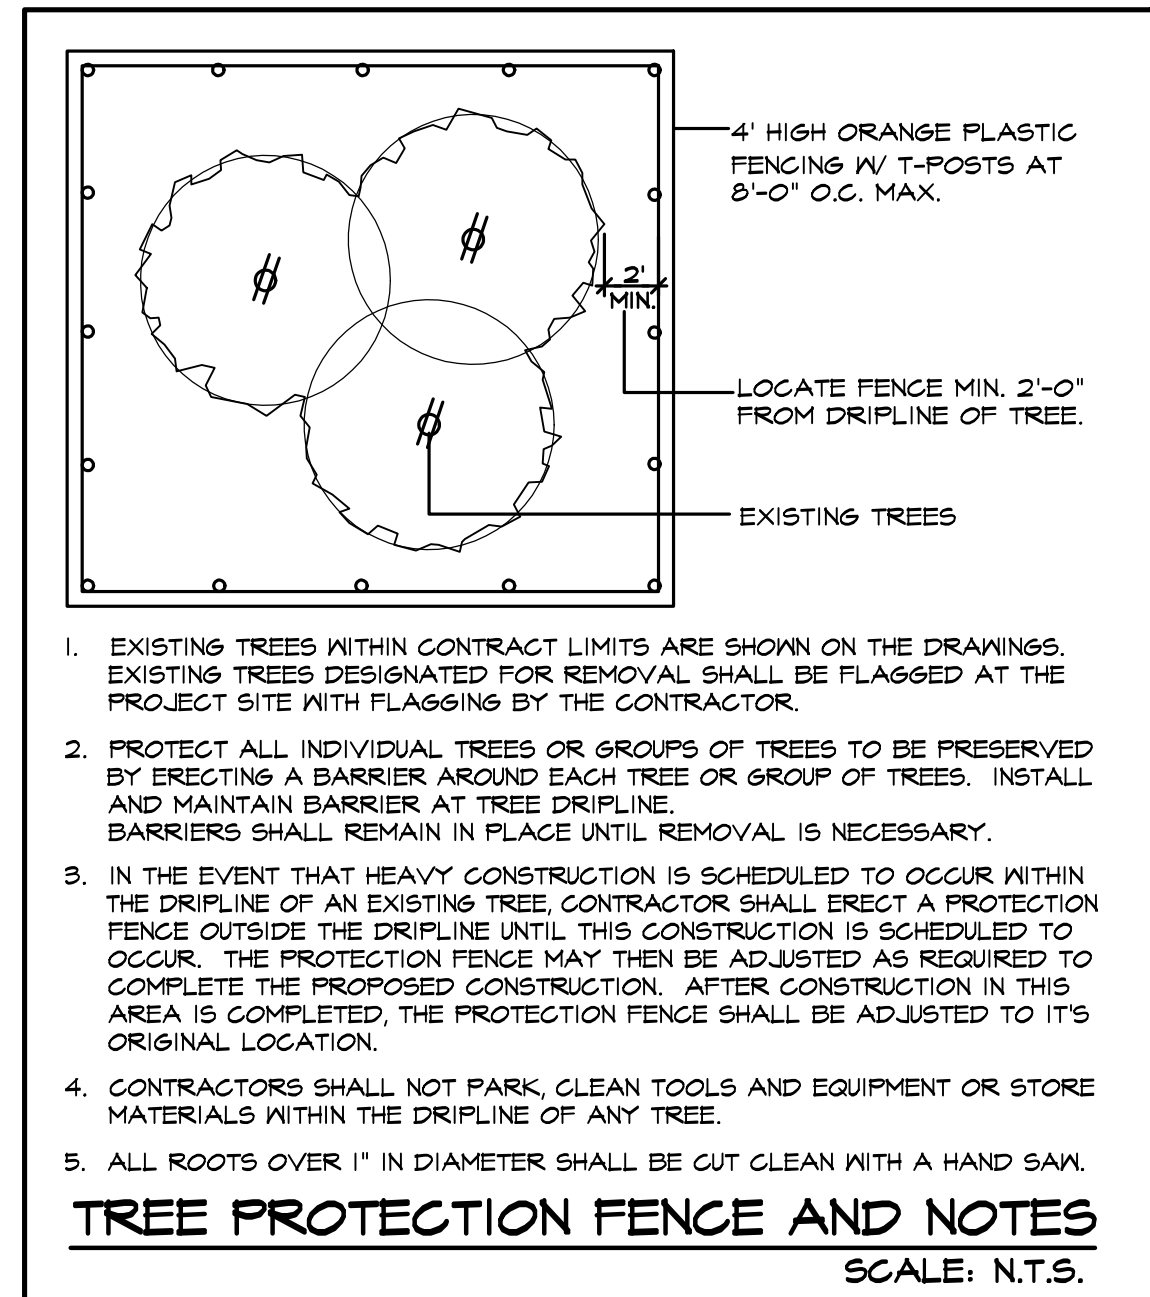 4' HIGH ORANGE PLASTIC
FENCING W/ T-POSTS AT
8'-0" O.C. MAX.
2'
MIN.
LOCATE FENCE MIN. 2'-0"
FROM DRIPLINE OF TREE.
EXISTING TREES
1. EXISTING TREES WITHIN CONTRACT LIMITS ARE SHOWN ON THE DRAWINGS.
EXISTING TREES DESIGNATED FOR REMOVAL SHALL BE FLAGGED AT THE
PROJECT SITE WITH FLAGGING BY THE CONTRACTOR.
2. PROTECT ALL INDIVIDUAL TREES OR GROUPS OF TREES TO BE PRESERVED
BY ERECTING A BARRIER AROUND EACH TREE OR GROUP OF TREES. INSTALL
AND MAINTAIN BARRIER AT TREE DRIPLINE.
BARRIERS SHALL REMAIN IN PLACE UNTIL REMOVAL IS NECESSARY.
3. IN THE EVENT THAT HEAVY CONSTRUCTION IS SCHEDULED TO OCCUR WITHIN
THE DRIPLINE OF AN EXISTING TREE, CONTRACTOR SHALL ERECT A PROTECTION
FENCE OUTSIDE THE DRIPLINE UNTIL THIS CONSTRUCTION IS SCHEDULED TO
OCCUR. THE PROTECTION FENCE MAY THEN BE ADJUSTED AS REQUIRED TO
COMPLETE THE PROPOSED CONSTRUCTION. AFTER CONSTRUCTION IN THIS
AREA IS COMPLETED, THE PROTECTION FENCE SHALL BE ADJUSTED TO IT'S
ORIGINAL LOCATION.
4. CONTRACTORS SHALL NOT PARK, CLEAN TOOLS AND EQUIPMENT OR STORE
MATERIALS WITHIN THE DRIPLINE OF ANY TREE.
5. ALL ROOTS OVER 1" IN DIAMETER SHALL BE CUT CLEAN WITH A HAND SAW.
TREE PROTECTION FENCE AND NOTES
SCALE: N.T.S.